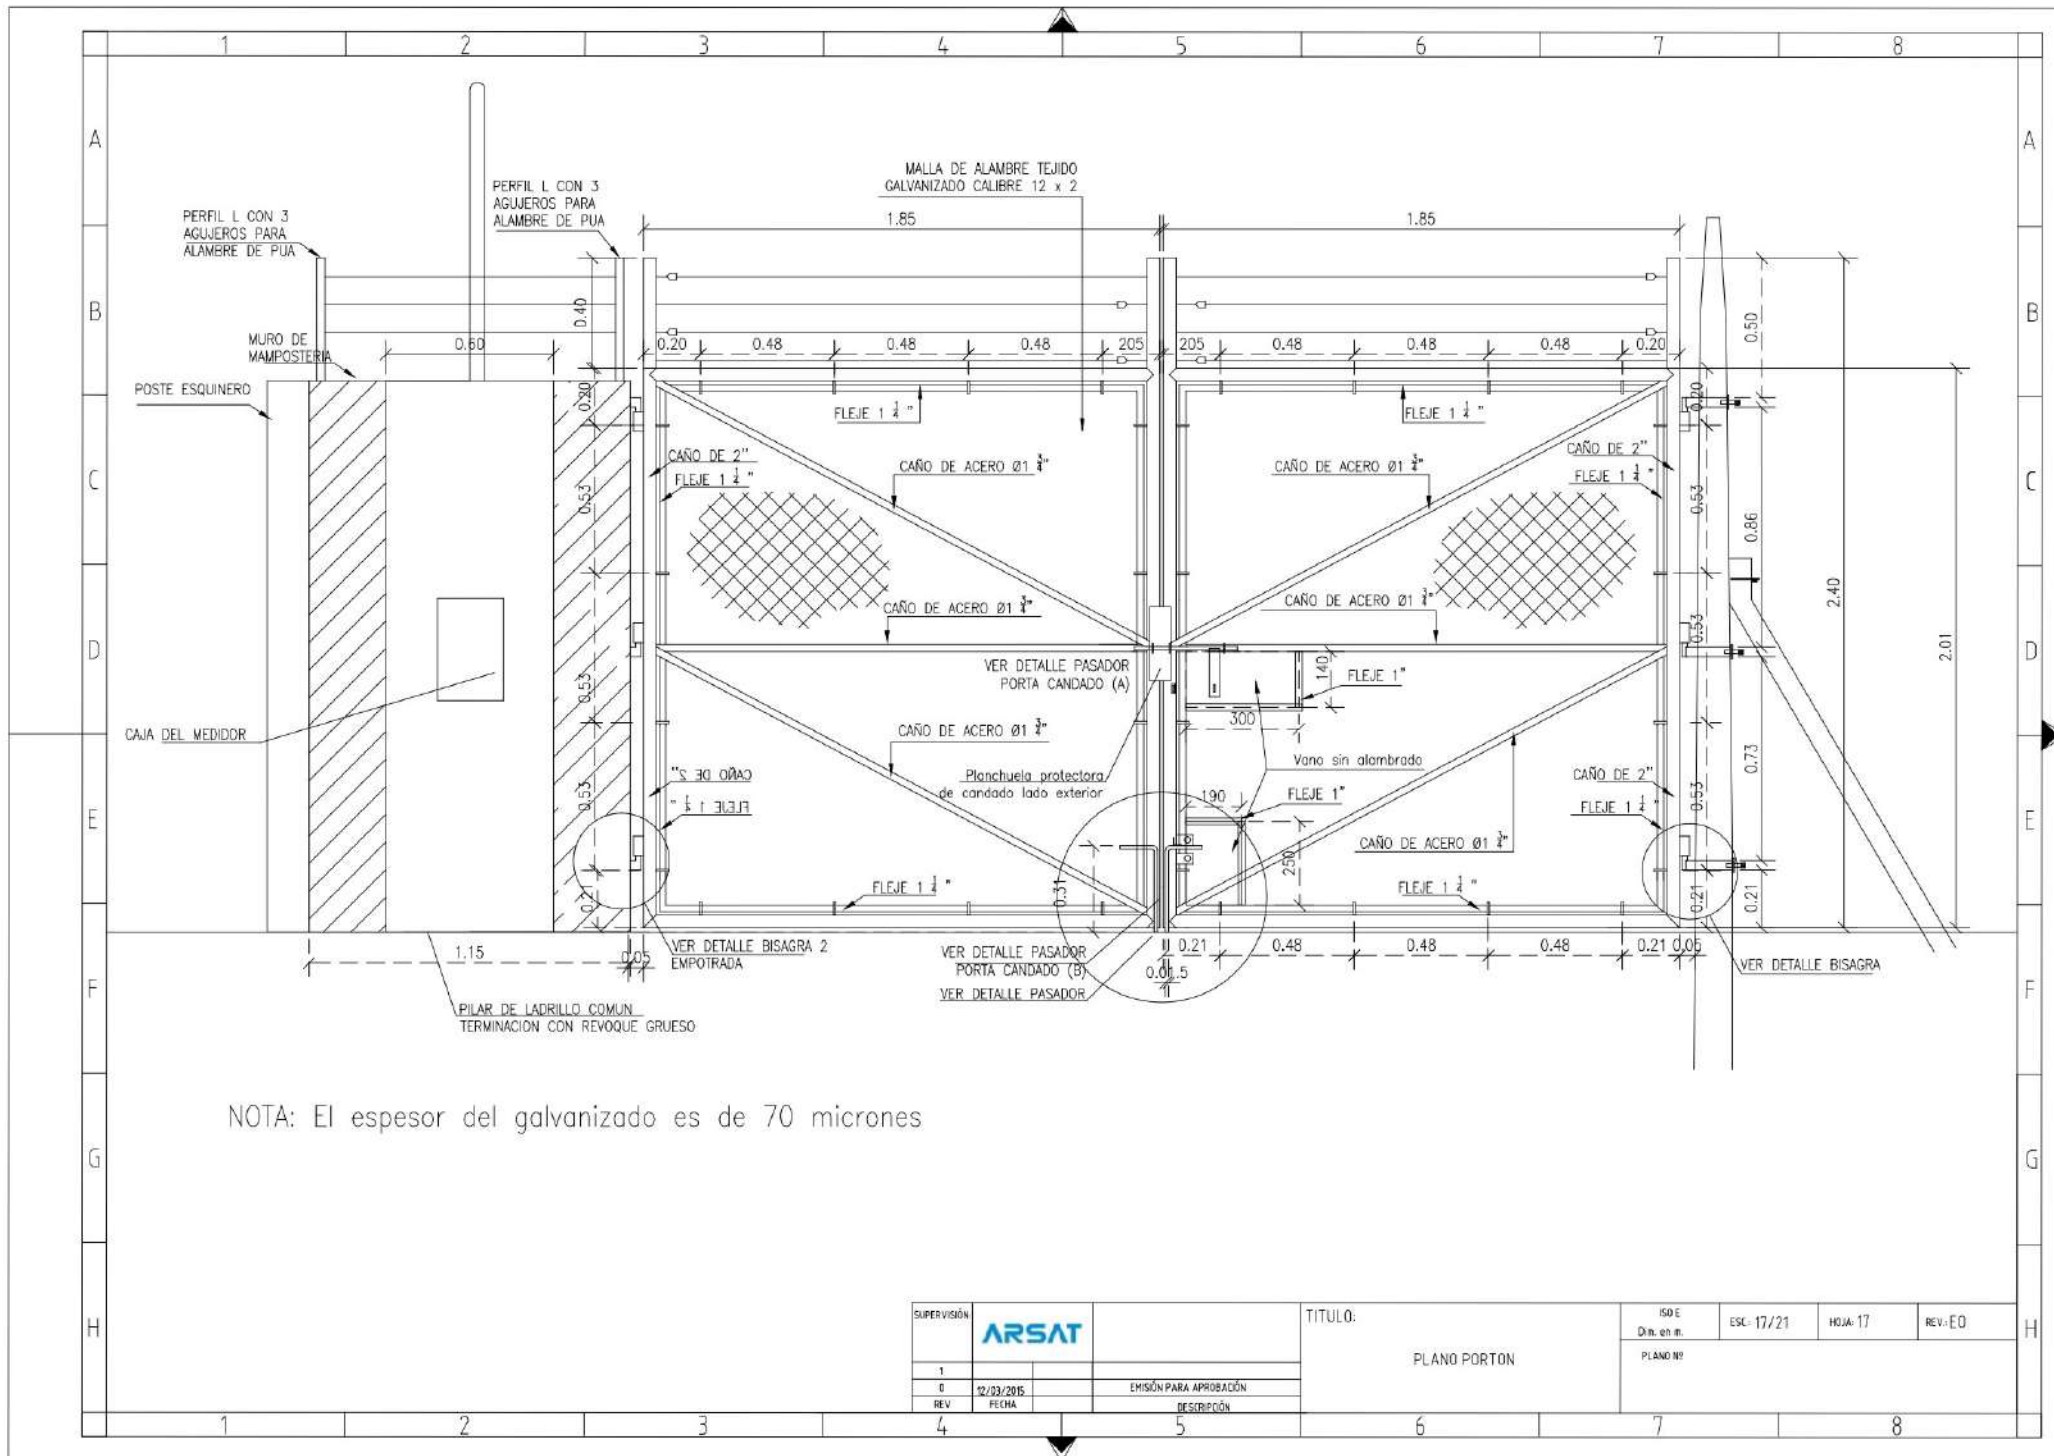 1 2 3 4 5 6 7 8
A A
MALLA DE ALAMBRE TEJIDO
GALVANIZADO CALIBRE 12 x 2
PERFIL L CON 3
AGUJEROS PARA
ALAMBRE DE PUA
PERFIL L CON 3
AGUJEROS PARA
ALAMBRE DE PUA
1.85 1.85
B B
0.40
0.50
MURO DE
MAMPOSTERIA
0.60
0.20 0.48 0.48 0.48 205 205 0.48 0.48 0.48 0.20
POSTE ESQUINERO
0.20
0.20
FLEJE 1 1/4 "
FLEJE 1 1/4 "
C C
CAÑO DE 2"
FLEJE 1 1/4 "
CAÑO DE ACERO Ø1 3/4"
CAÑO DE ACERO Ø1 3/4"
CAÑO DE 2"
FLEJE 1 1/4 "
0.53
0.53
0.86
2.40
CAÑO DE ACERO Ø1 3/4"
CAÑO DE ACERO Ø1 3/4"
D D
0.53
0.53
2.01
VER DETALLE PASADOR
PORTA CANDADO (A)
140
FLEJE 1"
300
CAJA DEL MEDIDOR
CAÑO DE ACERO Ø1 3/4"
Vano sin alambrado
0.73
Planchuela protectora
de candado lado exterior
CAÑO DE 2"
FLEJE 1 1/4 "
CAÑO DE 2"
FLEJE 1 1/4 "
190
FLEJE 1"
0.53
0.53
E E
CAÑO DE ACERO Ø1 3/4"
250
0.31
FLEJE 1 1/4 "
FLEJE 1 1/4 "
0.21
0.21
0.21
1.15
0.05
VER DETALLE BISAGRA 2
EMPOTRADA
VER DETALLE PASADOR
PORTA CANDADO (B)
VER DETALLE PASADOR
0.21 0.48 0.48 0.48 0.21 0.05
0.01.5
VER DETALLE BISAGRA
F F
PILAR DE LADRILLO COMUN
TERMINACION CON REVOQUE GRUESO
NOTA: El espesor del galvanizado es de 70 micrones
G G
H H
SUPERVISIÓN:
ARSAT
TITULO:
PLANO PORTON
ISO E
Dim. en m.
ESC: 17/21
HOJA: 17
REV.: E0
PLANO Nº
1
0 12/03/2015 EMISIÓN PARA APROBACIÓN
REV FECHA DESCRIPCIÓN
1 2 3 4 5 6 7 8